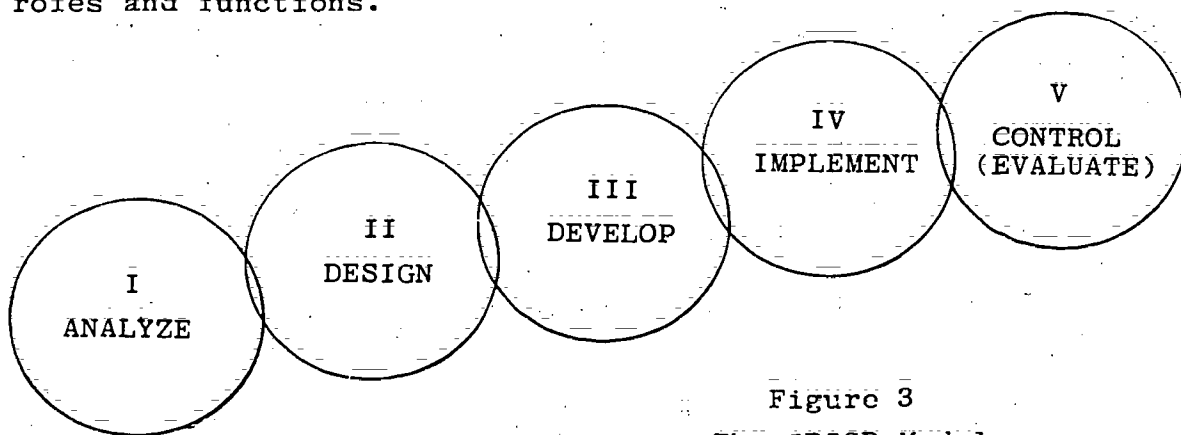 roles and functions.
I
ANALYZE
II
DESIGN
III
DEVELOP
IV
IMPLEMENT
V
CONTROL
(EVALUATE)
Figure 3